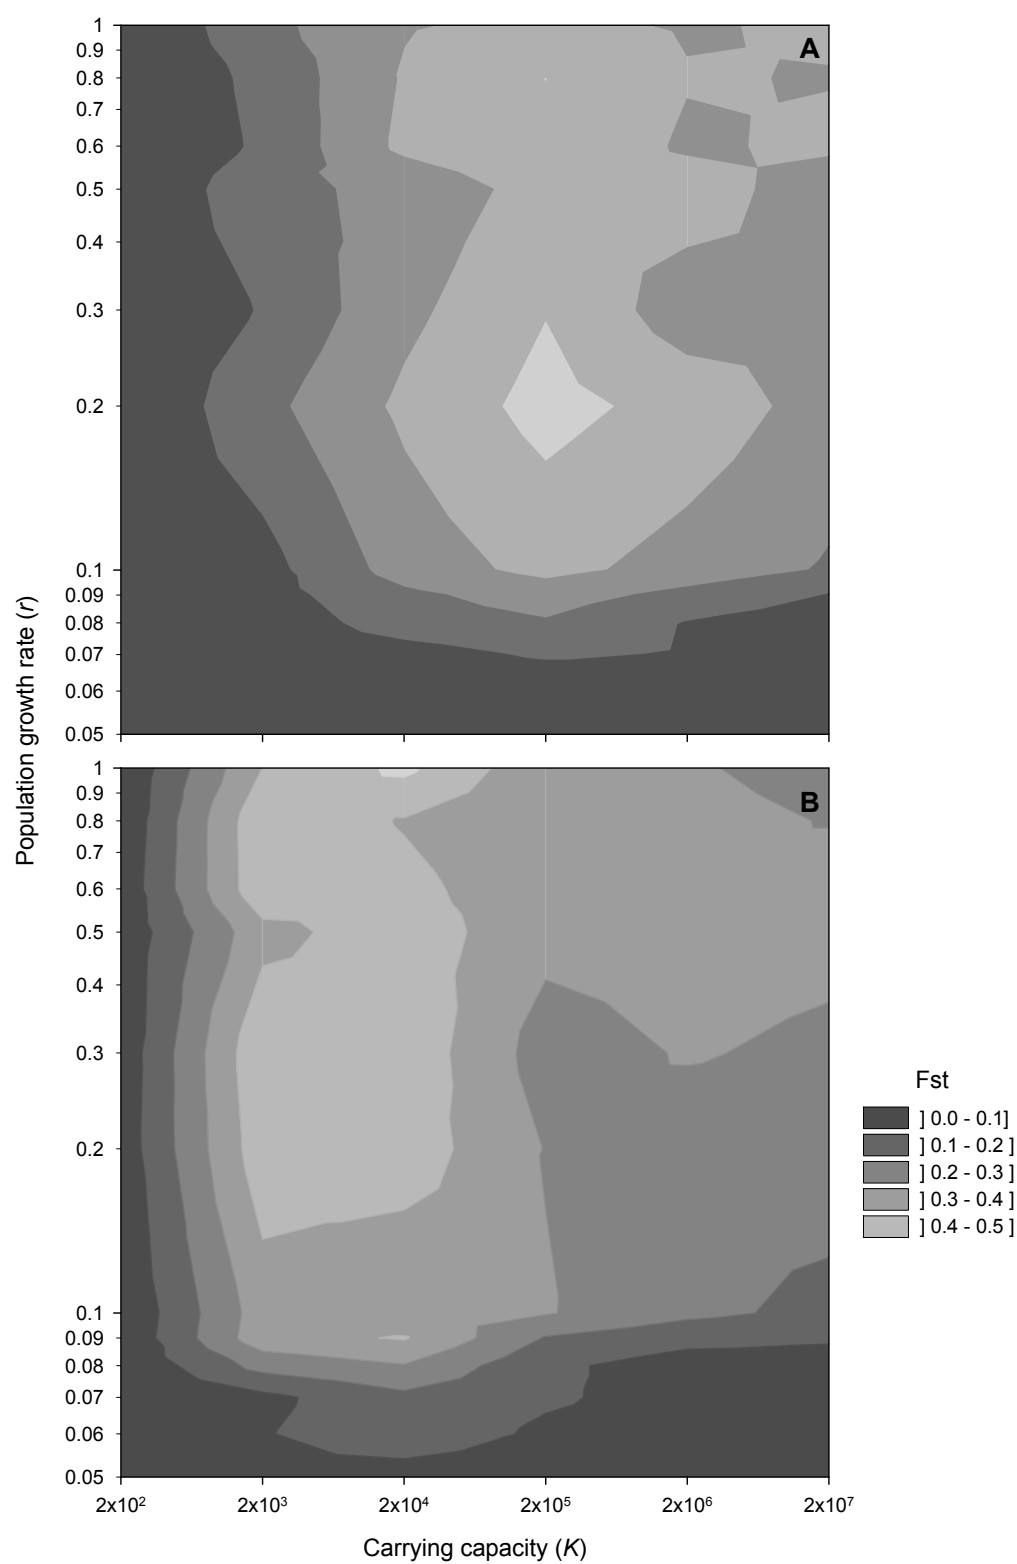 A
1
0.9
0.8
0.7
0.6
0.5
0.4
0.3
0.2
0.1
0.09
0.08
0.07
0.06
0.05
Population growth rate (r)
B
1
0.9
0.8
0.7
0.6
0.5
0.4
0.3
0.2
0.1
0.09
0.08
0.07
0.06
0.05
2x10² 2x10³ 2x10⁴ 2x10⁵ 2x10⁶ 2x10⁷
Carrying capacity (K)
Fst
] 0.0 - 0.1]
] 0.1 - 0.2 ]
] 0.2 - 0.3 ]
] 0.3 - 0.4 ]
] 0.4 - 0.5 ]